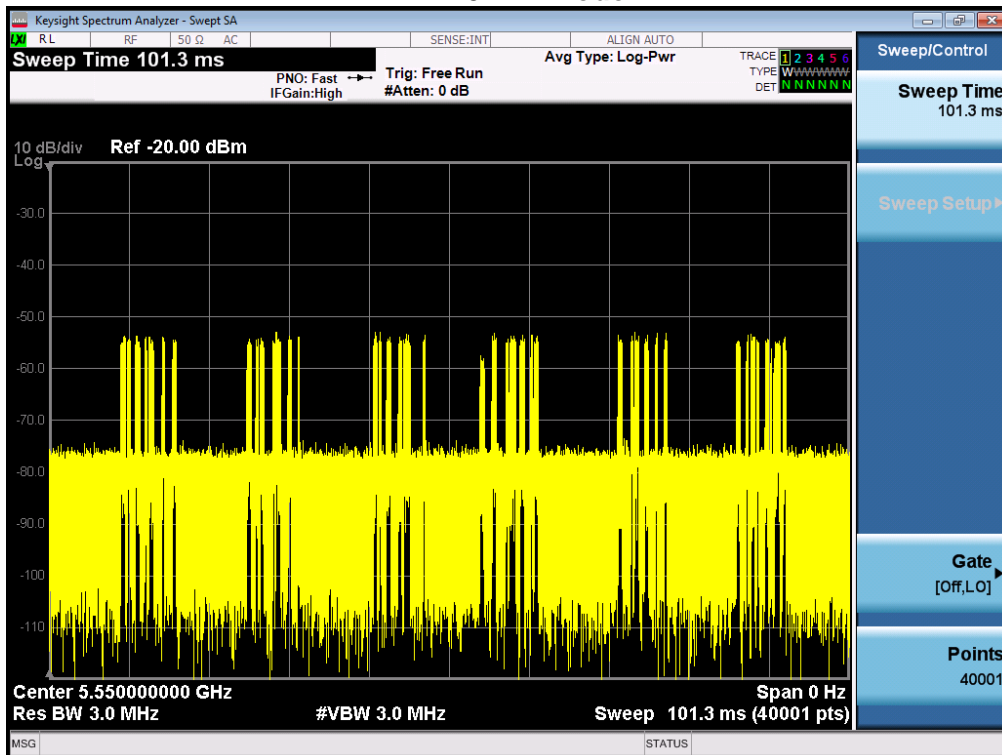 Keysight Spectrum Analyzer - Swept SA
LXI RL RF 50 Ω AC SENSE:INT ALIGN AUTO
Sweep Time 101.3 ms
PNO: Fast
IFGain:High
Trig: Free Run
#Atten: 0 dB
Avg Type: Log-Pwr
TRACE 1 2 3 4 5 6
TYPE WWWWWW
DET N N N N N N
10 dB/div Ref -20.00 dBm
Log
-30.0
-40.0
-50.0
-60.0
-70.0
-80.0
-90.0
-100
-110
Center 5.550000000 GHz Span 0 Hz
Res BW 3.0 MHz #VBW 3.0 MHz Sweep 101.3 ms (40001 pts)
MSG STATUS
Sweep/Control
Sweep Time
101.3 ms
Sweep Setup
Gate
[Off,LO]
Points
40001